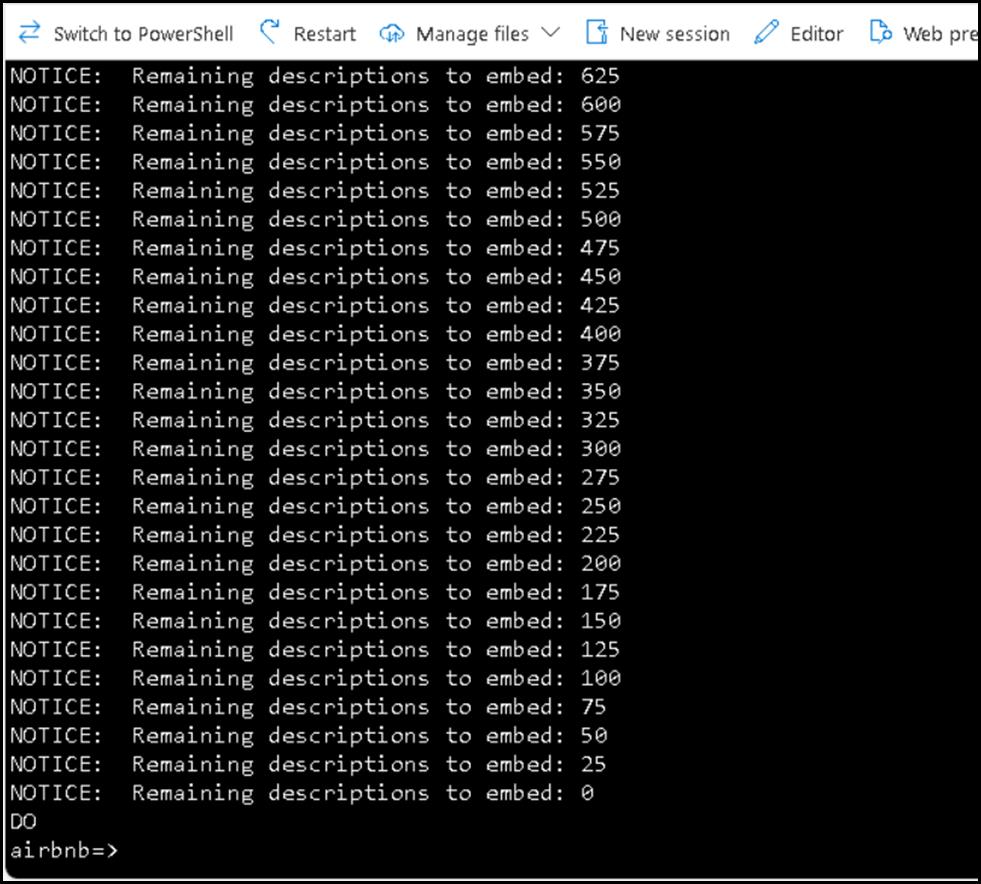 Switch to PowerShell Restart Manage files New session Editor Web pre
NOTICE:  Remaining descriptions to embed: 625
NOTICE:  Remaining descriptions to embed: 600
NOTICE:  Remaining descriptions to embed: 575
NOTICE:  Remaining descriptions to embed: 550
NOTICE:  Remaining descriptions to embed: 525
NOTICE:  Remaining descriptions to embed: 500
NOTICE:  Remaining descriptions to embed: 475
NOTICE:  Remaining descriptions to embed: 450
NOTICE:  Remaining descriptions to embed: 425
NOTICE:  Remaining descriptions to embed: 400
NOTICE:  Remaining descriptions to embed: 375
NOTICE:  Remaining descriptions to embed: 350
NOTICE:  Remaining descriptions to embed: 325
NOTICE:  Remaining descriptions to embed: 300
NOTICE:  Remaining descriptions to embed: 275
NOTICE:  Remaining descriptions to embed: 250
NOTICE:  Remaining descriptions to embed: 225
NOTICE:  Remaining descriptions to embed: 200
NOTICE:  Remaining descriptions to embed: 175
NOTICE:  Remaining descriptions to embed: 150
NOTICE:  Remaining descriptions to embed: 125
NOTICE:  Remaining descriptions to embed: 100
NOTICE:  Remaining descriptions to embed: 75
NOTICE:  Remaining descriptions to embed: 50
NOTICE:  Remaining descriptions to embed: 25
NOTICE:  Remaining descriptions to embed: 0
DO
airbnb=>